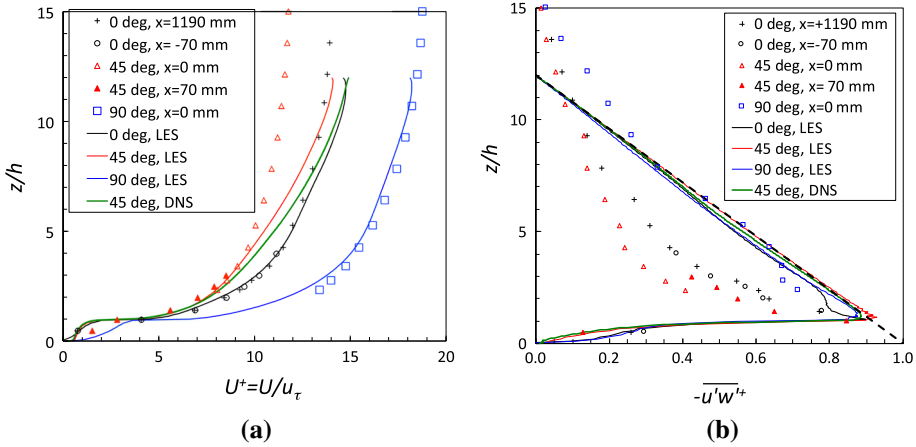 15
10
5
0
z/h
0 deg, x=1190 mm
0 deg, x= -70 mm
45 deg, x=0 mm
45 deg, x=70 mm
90 deg, x=0 mm
0 deg, LES
45 deg, LES
90 deg, LES
45 deg, DNS
0 5 10 15 20
U⁺=U/u_τ
(a)
15
10
5
0
z/h
0 deg, x=+1190 mm
0 deg, x=-70 mm
45 deg, x=0 mm
45 deg, x= 70 mm
90 deg, x=0 mm
0 deg, LES
45 deg, LES
90 deg, LES
45 deg, DNS
0.0 0.2 0.4 0.6 0.8 1.0
-u'w'⁺
(b)